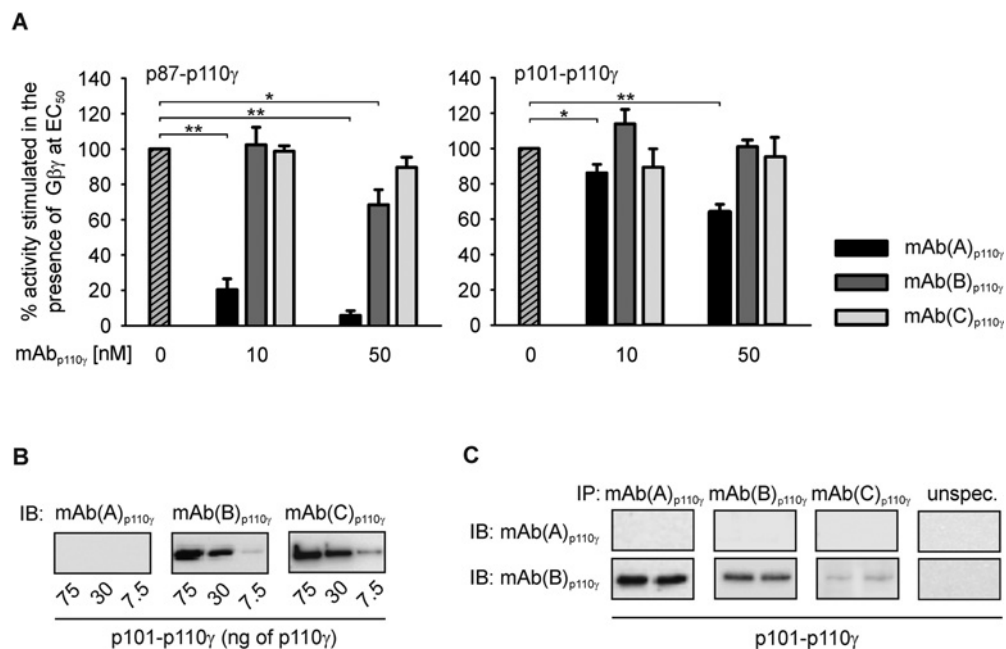 A
p87-p110γ
p101-p110γ
% activity stimulated in the
presence of Gβγ at EC50
140
120
100
80
60
40
20
0
*
**
**
140
120
100
80
60
40
20
0
**
*
mAb(A)p110γ
mAb(B)p110γ
mAb(C)p110γ
mAbp110γ [nM] 0 10 50 0 10 50
B
IB: mAb(A)p110γ mAb(B)p110γ mAb(C)p110γ
75 30 7.5 75 30 7.5 75 30 7.5
p101-p110γ (ng of p110γ)
C
IP: mAb(A)p110γ mAb(B)p110γ mAb(C)p110γ unspec.
IB: mAb(A)p110γ
IB: mAb(B)p110γ
p101-p110γ